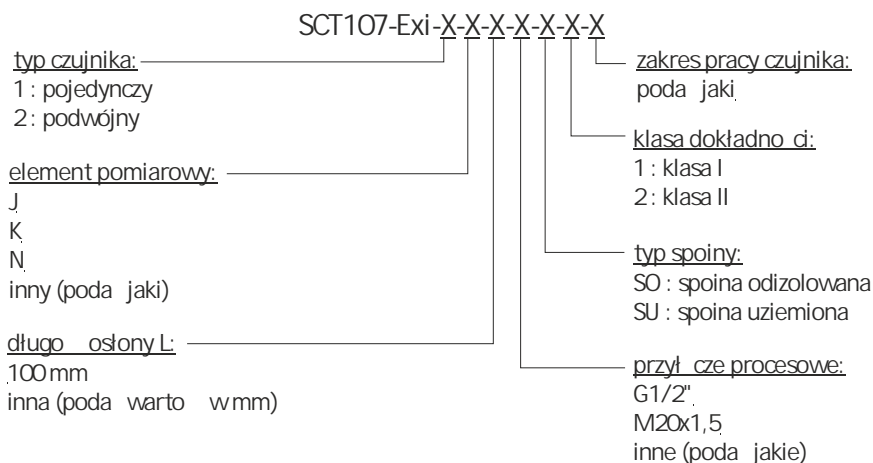 SCT107-Exi-X-X-X-X-X-X-X
typ czujnika:
1 : pojedynczy
2 : podwójny
element pomiarowy:
J
K
N
inny (poda jaki)
długo osłony L:
100 mm
inna (poda warto w mm)
zakres pracy czujnika:
poda jaki
klasa dokładno ci:
1 : klasa I
2 : klasa II
typ spoiny:
SO : spoina odizolowana
SU : spoina uziemiona
przył cze procesowe:
G1/2"
M20x1,5
inne (poda jakie)